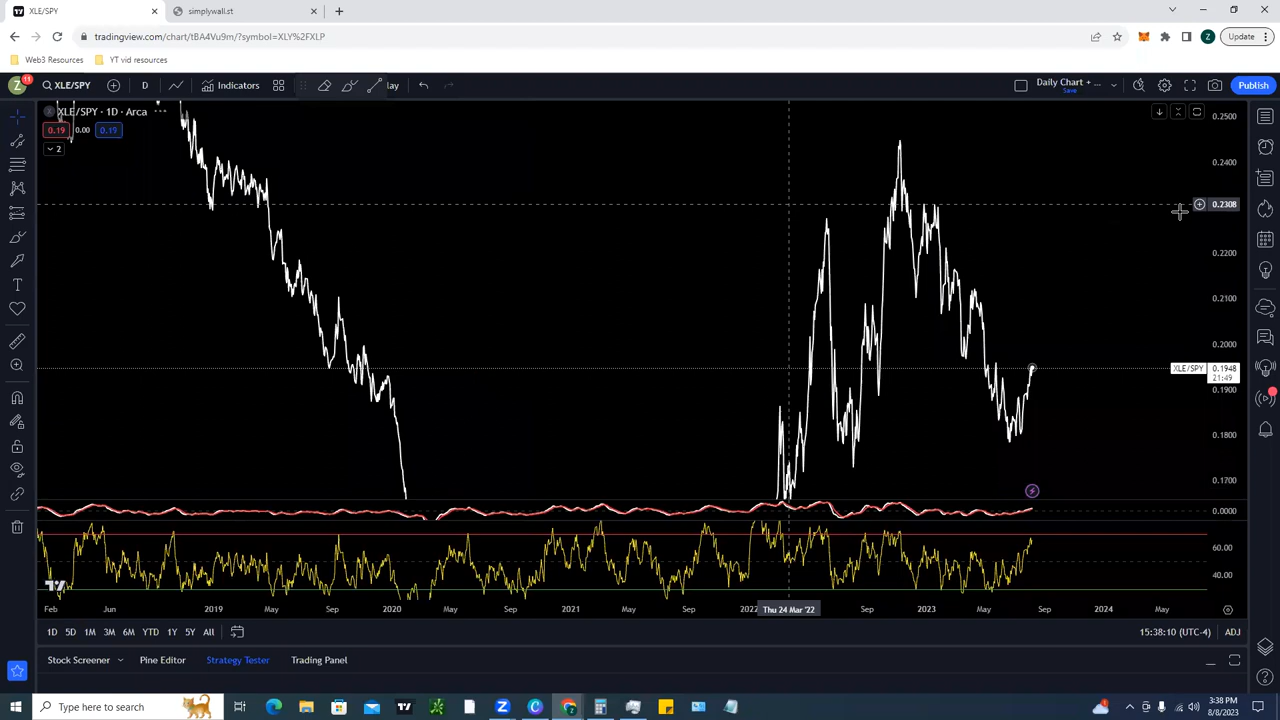 XLE/SPY
simplywall.st
tradingview.com/chart/tBA4Vu9m/?symbol=XLY%2FXLP
Z
Update
Web3 Resources
YT vid resources
Z
11
XLE/SPY
D
Indicators
lay
Daily Chart + ...
Save
Publish
XLE/SPY · 1D · Arca
0.19
0.00
0.19
2
0.2500
0.2400
0.2308
0.2200
0.2100
0.2000
XLE/SPY
0.1948
21:49
0.1900
0.1800
0.1700
0.0000
60.00
40.00
Feb
Jun
2019
May
Sep
2020
May
Sep
2021
May
Sep
2022
Thu 24 Mar '22
Sep
2023
May
Sep
2024
May
1D
5D
1M
3M
6M
YTD
1Y
5Y
All
15:38:10 (UTC-4)
ADJ
Stock Screener
Pine Editor
Strategy Tester
Trading Panel
Type here to search
3:38 PM
8/8/2023